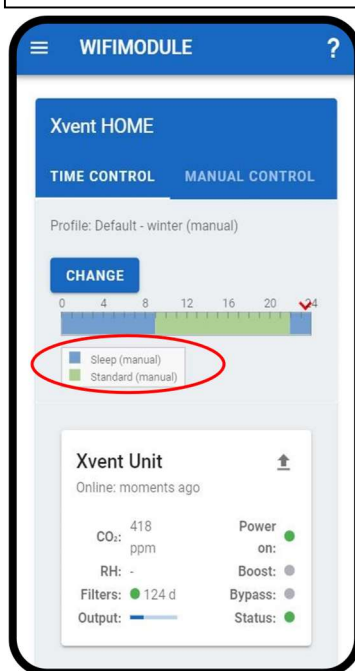 WIFIMODULE ?
Xvent HOME
TIME CONTROL MANUAL CONTROL
Profile: Default - winter (manual)
CHANGE
0 4 8 12 16 20 24
Sleep (manual)
Standard (manual)
Xvent Unit
Online: moments ago
CO₂: 418 ppm Power on:
RH: - Boost:
Filters: 124 d Bypass:
Output: Status: